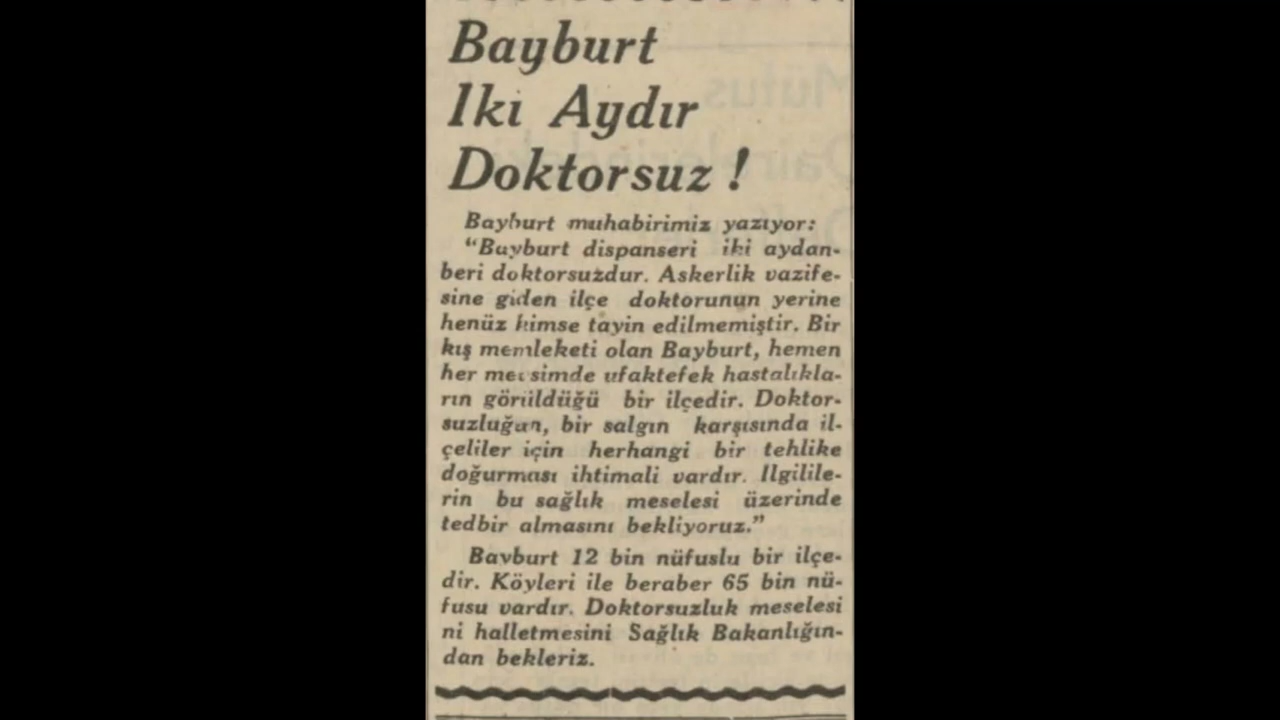 Bayburt
Iki Aydır
Doktorsuz !
Bayburt muhabirimiz yazıyor:
“Bayburt dispanseri iki aydan-
beri doktorsuzdur. Askerlik vazife-
sine giden ilçe doktorunun yerine
henüz kimse tayin edilmemiştir. Bir
kış memleketi olan Bayburt, hemen
her mevsimde ufaktefek hastalıkla-
rın görüldüğü bir ilçedir. Doktor-
suzluğun, bir salgın karşısında il-
çeliler için herhangi bir tehlike
doğurması ihtimali vardır. Ilgilile-
rin bu sağlık meselesi üzerinde
tedbir almasını bekliyoruz.”
Bayburt 12 bin nüfuslu bir ilçe-
dir. Köyleri ile beraber 65 bin nü-
fusu vardır. Doktorsuzluk meselesi
ni halletmesini Sağlık Bakanlığın-
dan bekleriz.